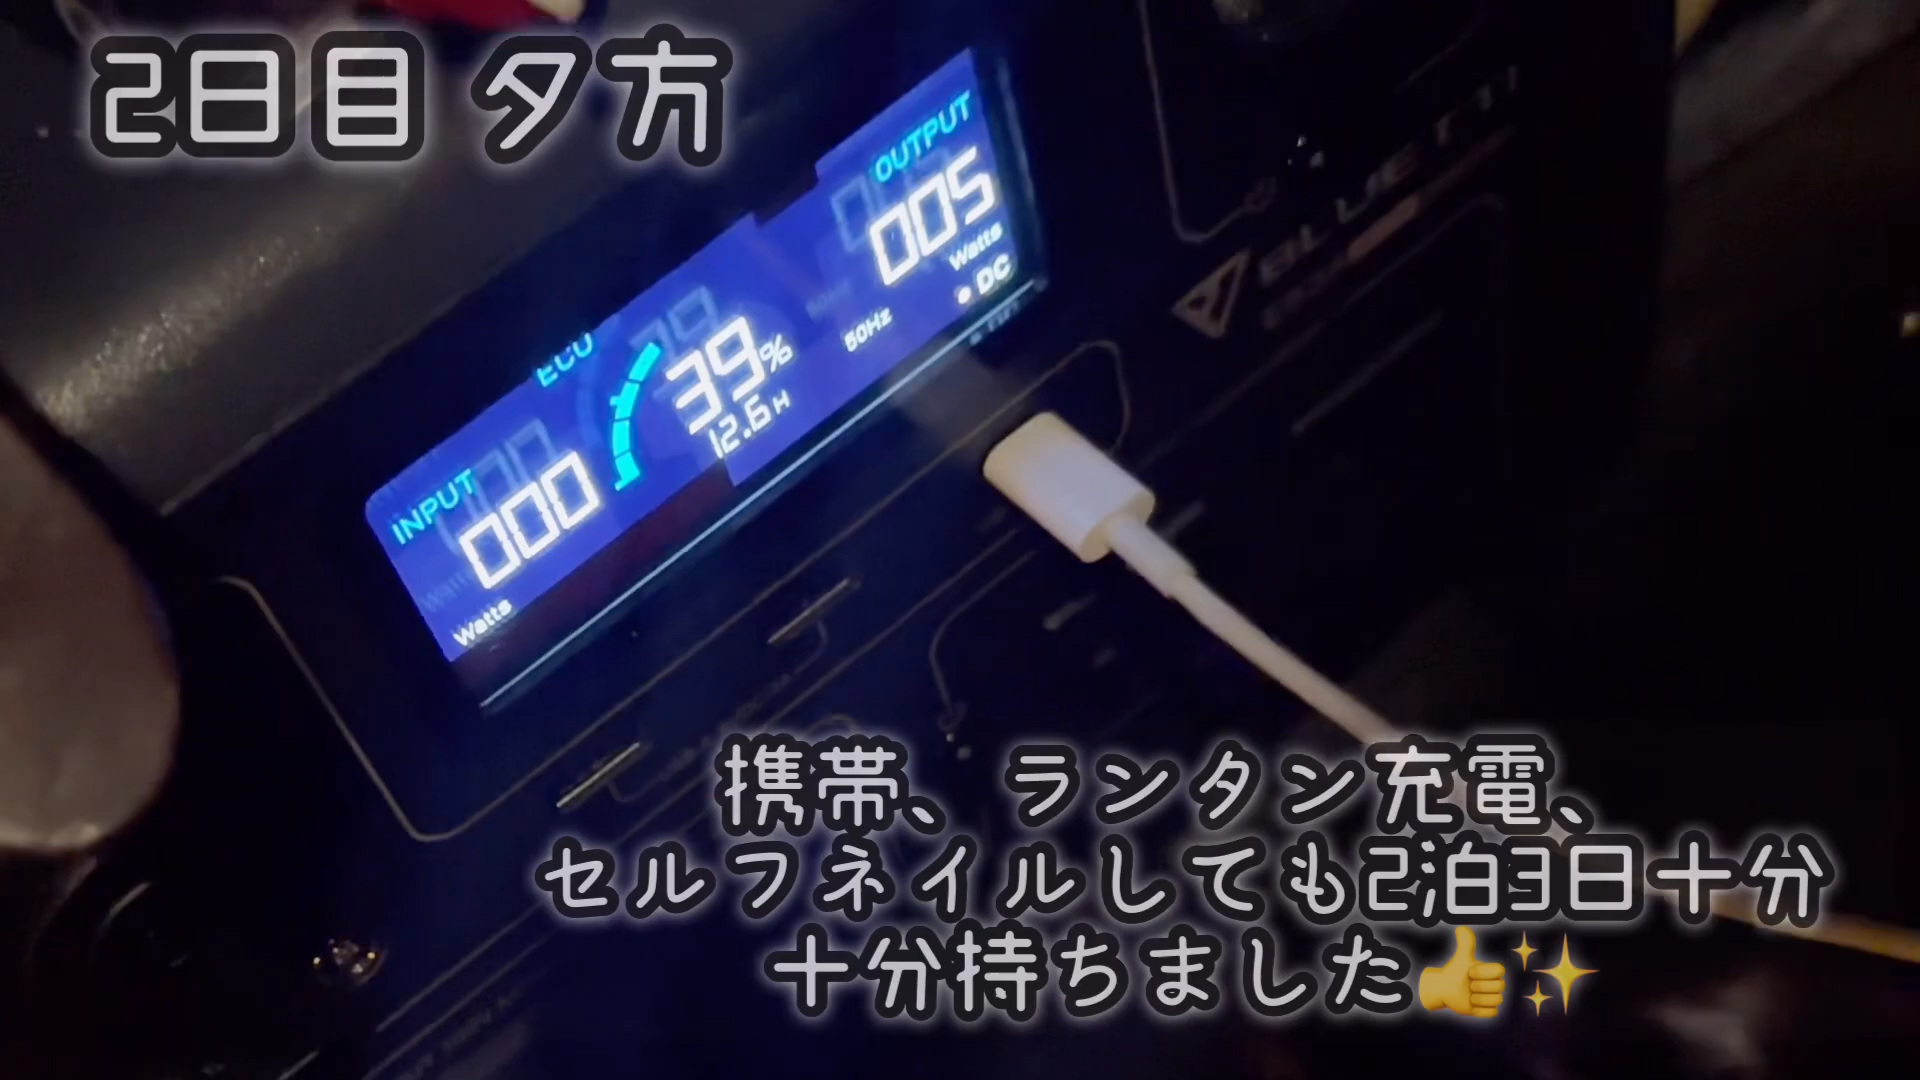 2日目 夕方
OUTPUT
005
Watts
DC
50Hz
ECO
39%
12.6H
INPUT
000
Watts
BLUETTI
携帯、ランタン充電、
セルフネイルしても2泊3日十分
十分持ちました👍✨